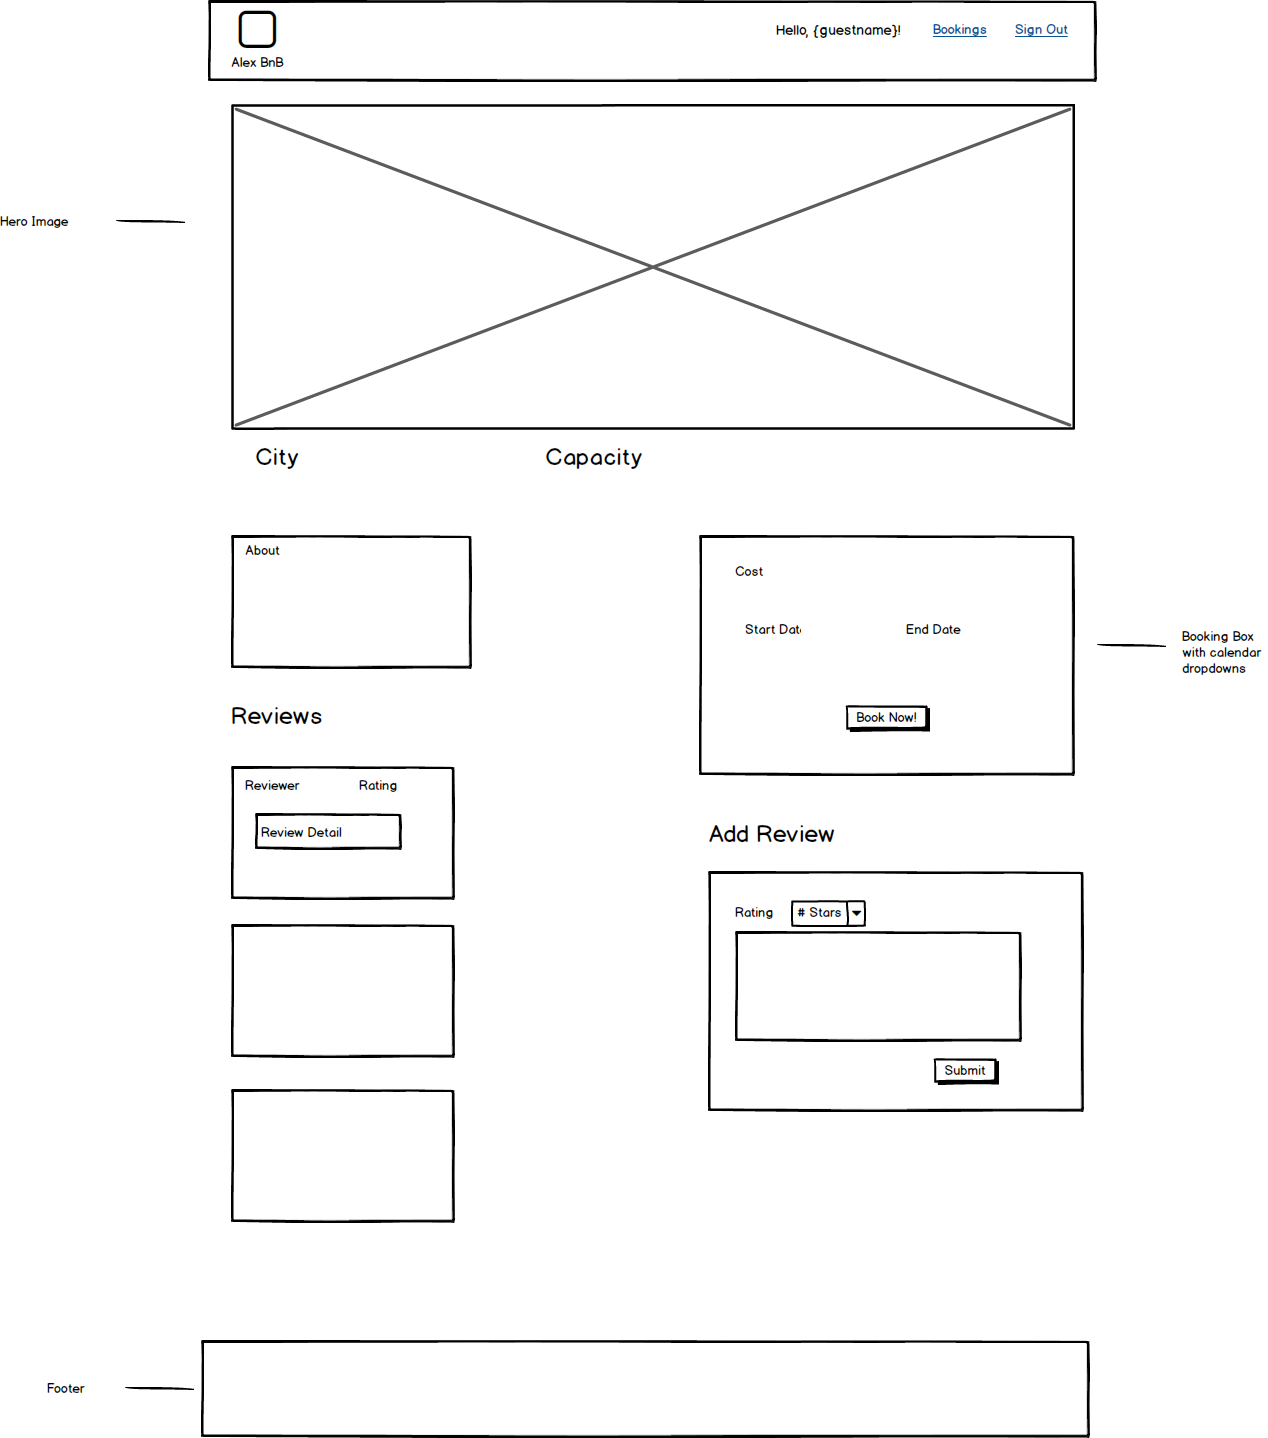 Alex BnB
Hello, {guestname}!
Bookings
Sign Out
Hero Image
City
Capacity
About
Cost
Start Date
End Date
Book Now!
Booking Box
with calendar
dropdowns
Reviews
Reviewer
Rating
Review Detail
Add Review
Rating
# Stars
Submit
Footer